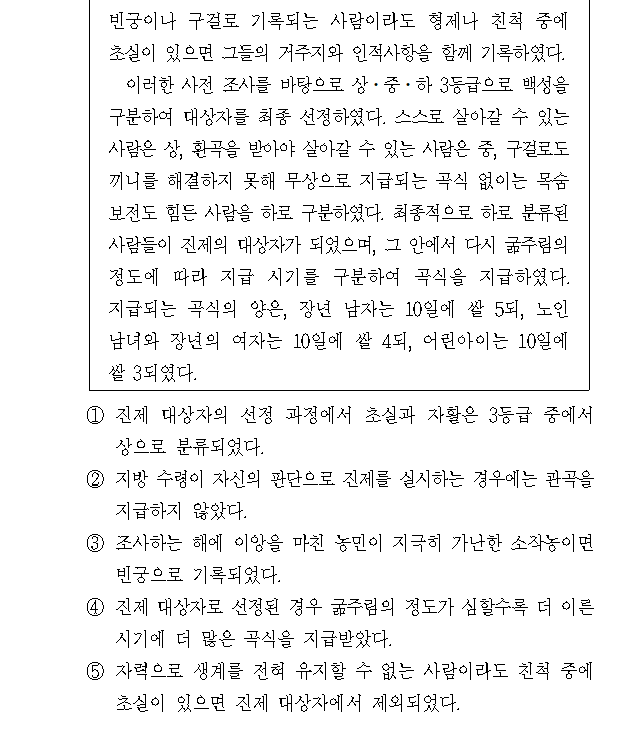 빈궁이나 구걸로 기록되는 사람이라도 형제나 친척 중에
초실이 있으면 그들의 거주지와 인적사항을 함께 기록하였다.
이러한 사전 조사를 바탕으로 상·중·하 3등급으로 백성을
구분하여 대상자를 최종 선정하였다. 스스로 살아갈 수 있는
사람은 상, 환곡을 받아야 살아갈 수 있는 사람은 중, 구걸로도
끼니를 해결하지 못해 무상으로 지급되는 곡식 없이는 목숨
보전도 힘든 사람을 하로 구분하였다. 최종적으로 하로 분류된
사람들이 진제의 대상자가 되었으며, 그 안에서 다시 굶주림의
정도에 따라 지급 시기를 구분하여 곡식을 지급하였다.
지급되는 곡식의 양은, 장년 남자는 10일에 쌀 5되, 노인
남녀와 장년의 여자는 10일에 쌀 4되, 어린아이는 10일에
쌀 3되였다.
① 진제 대상자의 선정 과정에서 초실과 자활은 3등급 중에서
상으로 분류되었다.
② 지방 수령이 자신의 판단으로 진제를 실시하는 경우에는 관곡을
지급하지 않았다.
③ 조사하는 해에 이앙을 마친 농민이 지극히 가난한 소작농이면
빈궁으로 기록되었다.
④ 진제 대상자로 선정된 경우 굶주림의 정도가 심할수록 더 이른
시기에 더 많은 곡식을 지급받았다.
⑤ 자력으로 생계를 전혀 유지할 수 없는 사람이라도 친척 중에
초실이 있으면 진제 대상자에서 제외되었다.